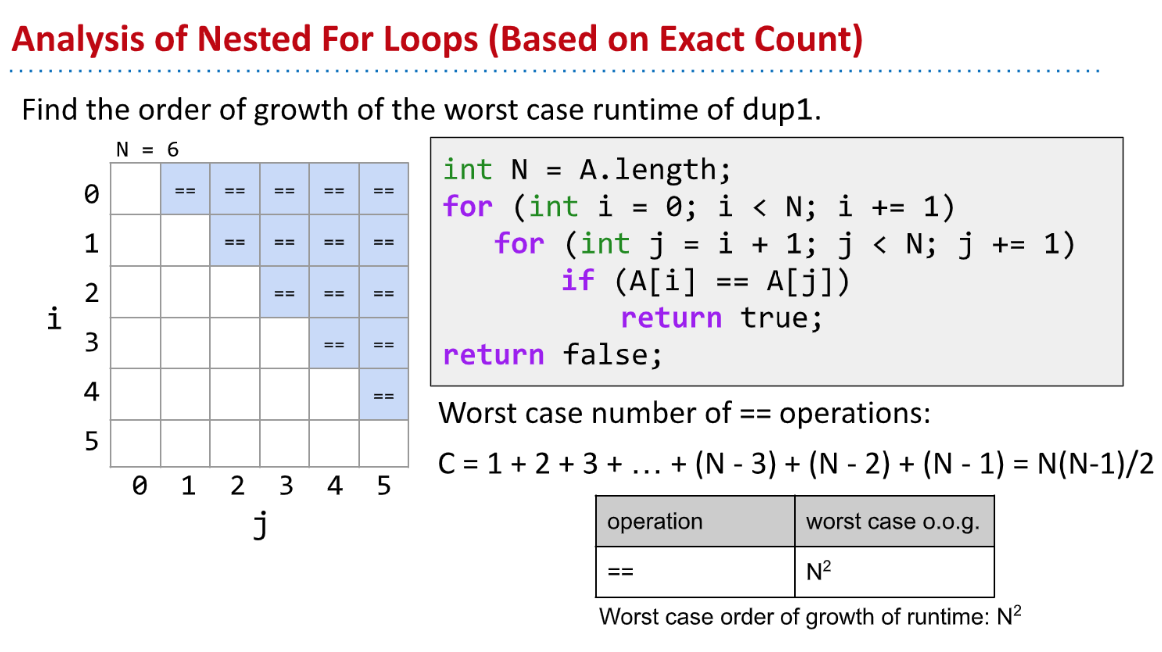 Analysis of Nested For Loops (Based on Exact Count)
Find the order of growth of the worst case runtime of dup1.
N = 6
0 == == == == ==
1 == == == ==
2 == == ==
i
3 == ==
4 ==
5
0 1 2 3 4 5
j
int N = A.length;
for (int i = 0; i < N; i += 1)
for (int j = i + 1; j < N; j += 1)
if (A[i] == A[j])
return true;
return false;
Worst case number of == operations:
C = 1 + 2 + 3 + … + (N - 3) + (N - 2) + (N - 1) = N(N-1)/2
operation worst case o.o.g.
== N²
Worst case order of growth of runtime: N²